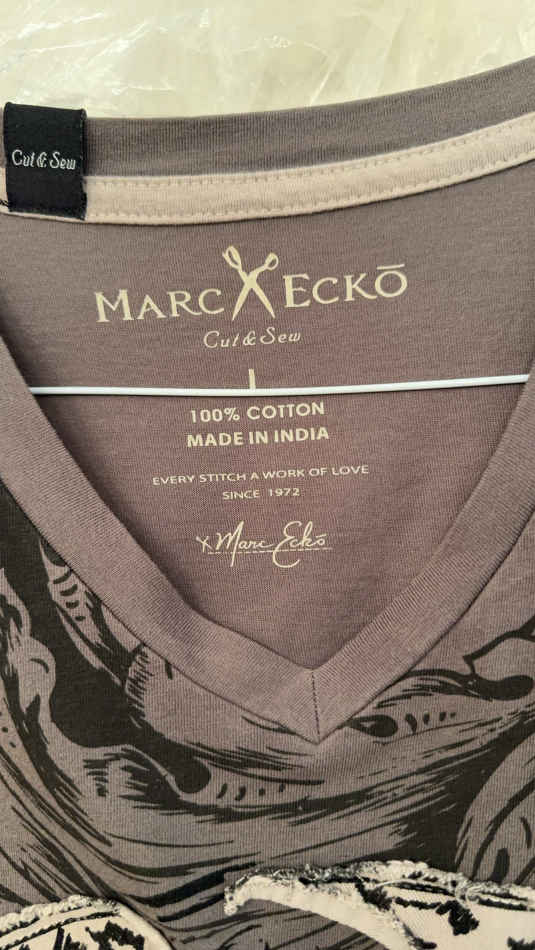 Cut & Sew
MARC ECKŌ
Cut & Sew
L
100% COTTON
MADE IN INDIA
EVERY STITCH A WORK OF LOVE
SINCE 1972
x Marc Eckō